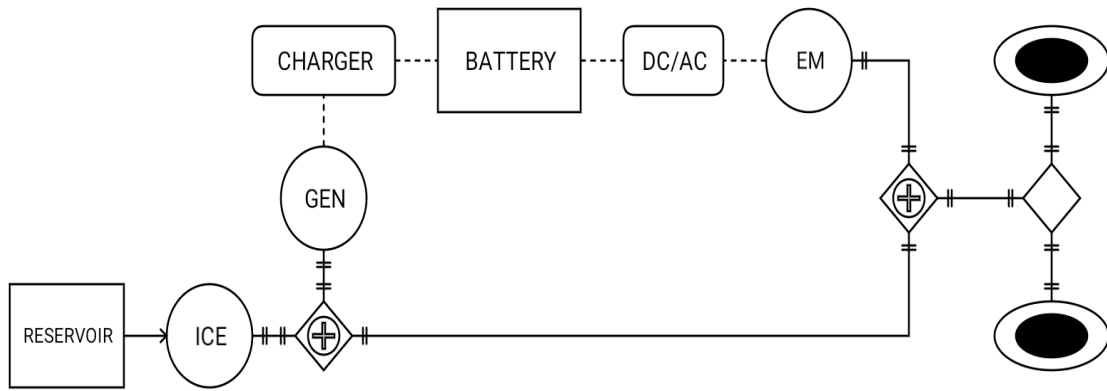 CHARGER
BATTERY
DC/AC
EM
GEN
RESERVOIR
ICE